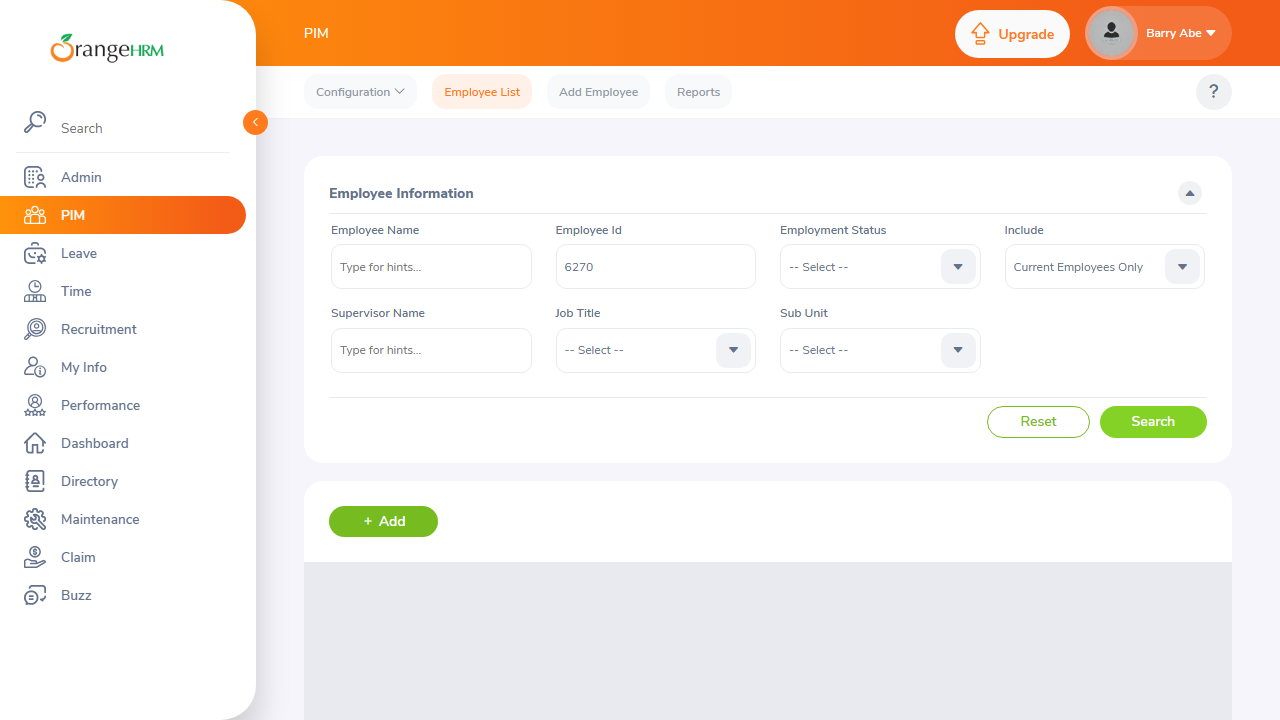 OrangeHRM
PIM
Upgrade
Barry Abe
Configuration
Employee List
Add Employee
Reports
?
Search
Admin
PIM
Leave
Time
Recruitment
My Info
Performance
Dashboard
Directory
Maintenance
Claim
Buzz
Employee Information
Employee Name
Employee Id
Employment Status
Include
Type for hints...
6270
-- Select --
Current Employees Only
Supervisor Name
Job Title
Sub Unit
Type for hints...
-- Select --
-- Select --
Reset
Search
+ Add